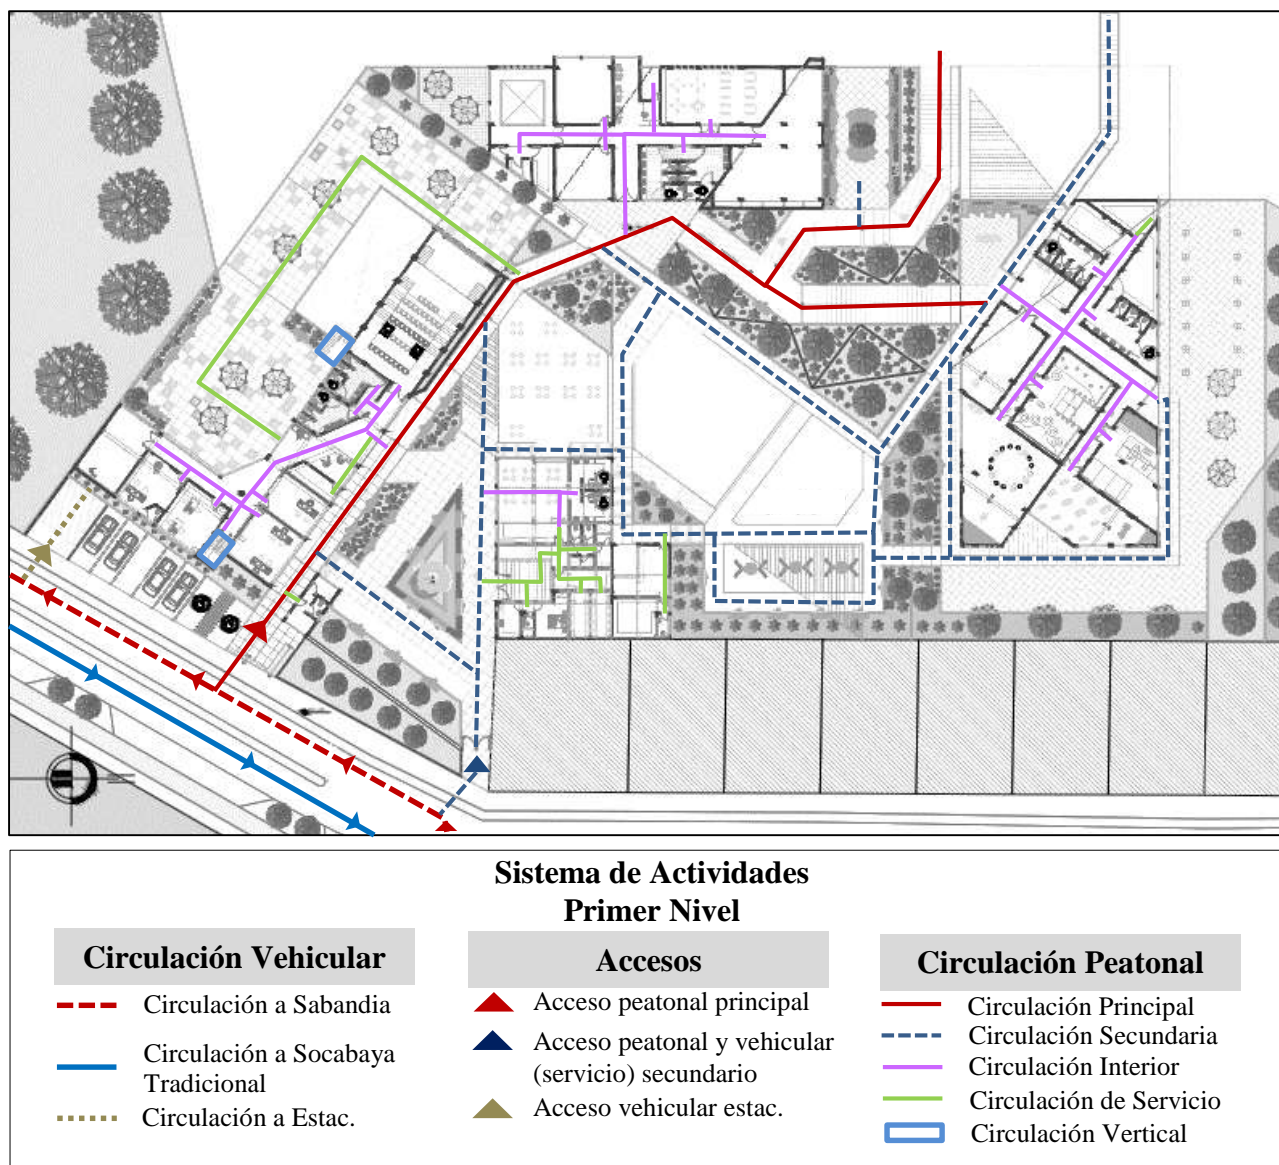 Sistema de Actividades
Primer Nivel
Circulación Vehicular
Circulación a Sabandia
Circulación a Socabaya
Tradicional
Circulación a Estac.
Accesos
Acceso peatonal principal
Acceso peatonal y vehicular
(servicio) secundario
Acceso vehicular estac.
Circulación Peatonal
Circulación Principal
Circulación Secundaria
Circulación Interior
Circulación de Servicio
Circulación Vertical